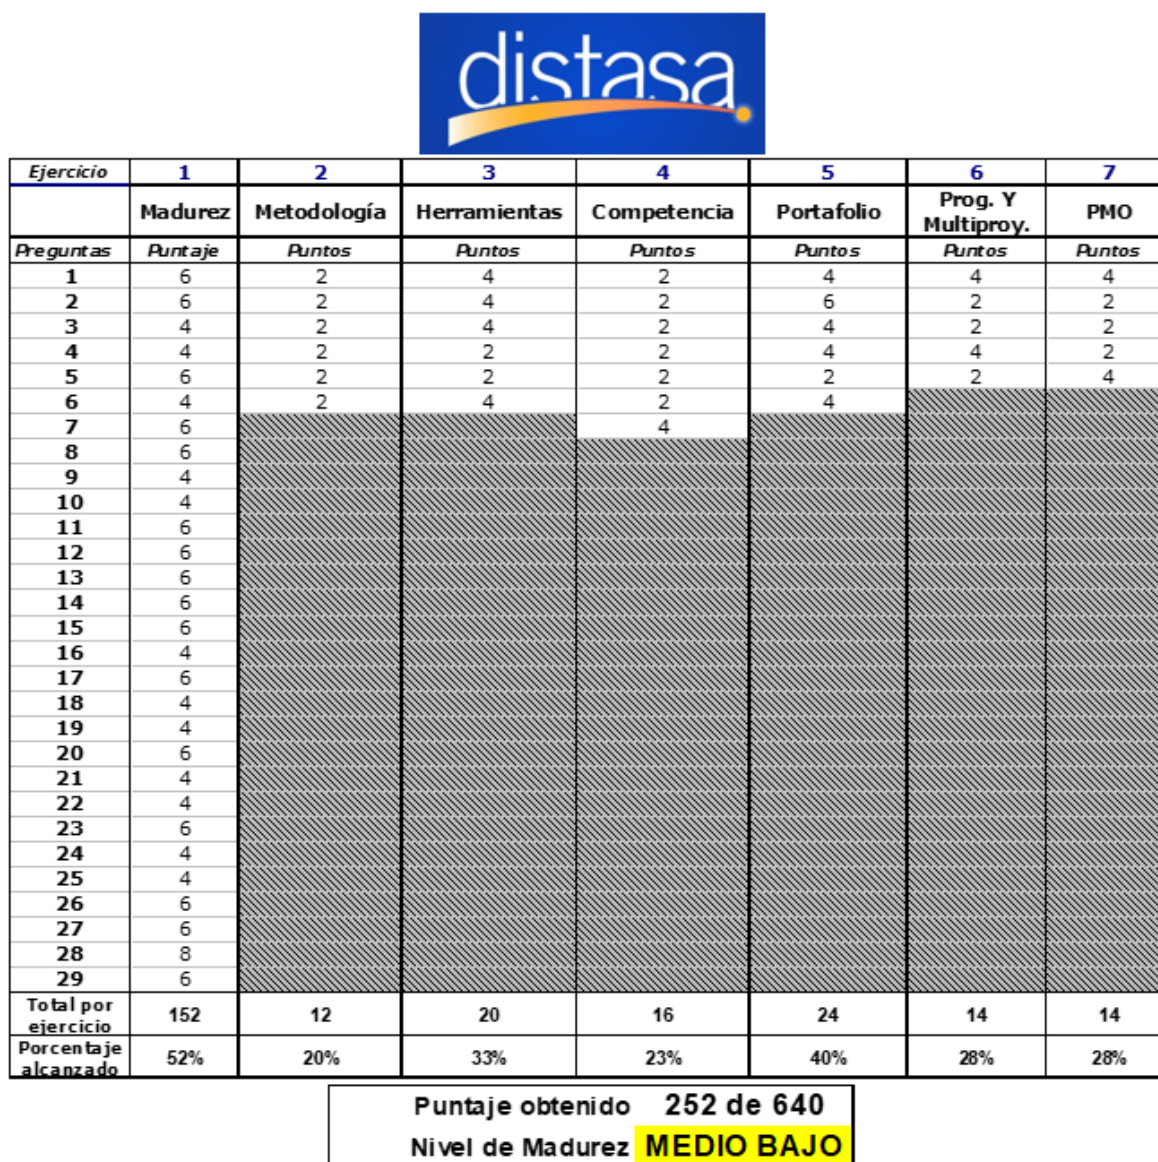 distasa
Ejercicio 1 2 3 4 5 6 7
Madurez Metodología Herramientas Competencia Portafolio Prog. Y Multiproy. PMO
Preguntas Puntaje Puntos Puntos Puntos Puntos Puntos Puntos
1 6 2 4 2 4 4 4
2 6 2 4 2 6 2 2
3 4 2 4 2 4 2 2
4 4 2 2 2 4 4 2
5 6 2 2 2 2 2 4
6 4 2 4 2 4
7 6 4
8 6
9 4
10 4
11 6
12 6
13 6
14 6
15 6
16 4
17 6
18 4
19 4
20 6
21 4
22 4
23 6
24 4
25 4
26 6
27 6
28 8
29 6
Total por ejercicio 152 12 20 16 24 14 14
Porcentaje alcanzado 52% 20% 33% 23% 40% 28% 28%
Puntaje obtenido 252 de 640
Nivel de Madurez MEDIO BAJO